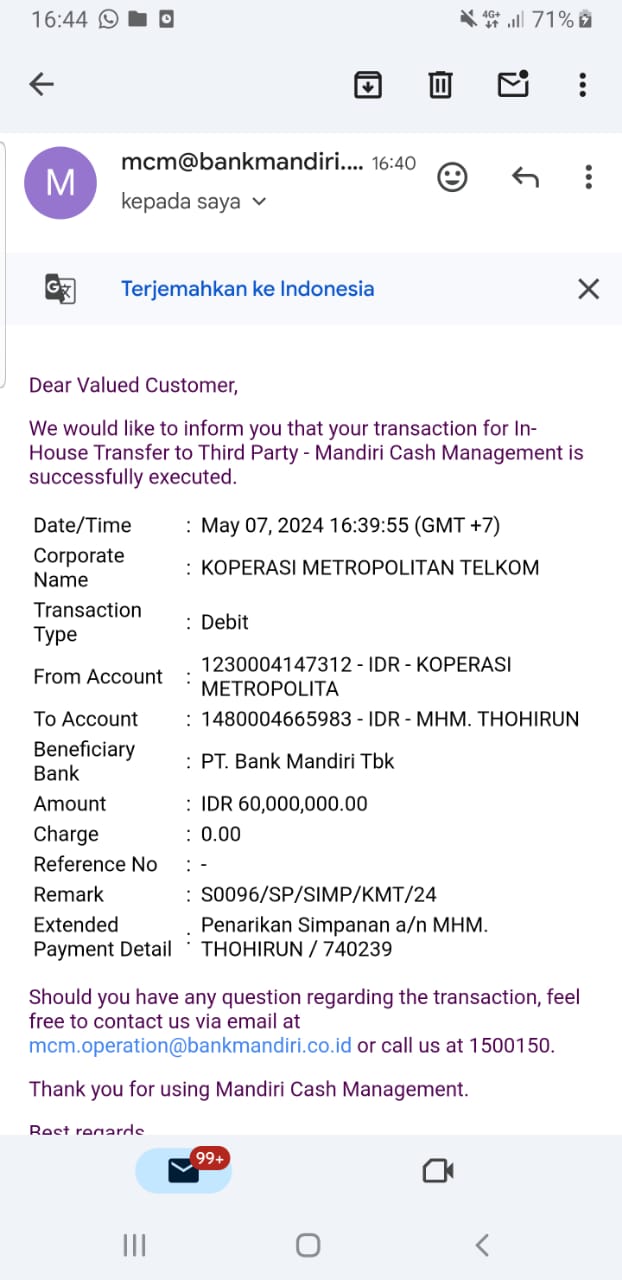 16:44
4G+ 71%
M
mcm@bankmandiri.... 16:40
kepada saya
Terjemahkan ke Indonesia
Dear Valued Customer,
We would like to inform you that your transaction for In-
House Transfer to Third Party - Mandiri Cash Management is
successfully executed.
Date/Time : May 07, 2024 16:39:55 (GMT +7)
Corporate
Name : KOPERASI METROPOLITAN TELKOM
Transaction
Type : Debit
From Account : 1230004147312 - IDR - KOPERASI
METROPOLITA
To Account : 1480004665983 - IDR - MHM. THOHIRUN
Beneficiary
Bank : PT. Bank Mandiri Tbk
Amount : IDR 60,000,000.00
Charge : 0.00
Reference No : -
Remark : S0096/SP/SIMP/KMT/24
Extended
Payment Detail : Penarikan Simpanan a/n MHM.
THOHIRUN / 740239
Should you have any question regarding the transaction, feel
free to contact us via email at
mcm.operation@bankmandiri.co.id or call us at 1500150.
Thank you for using Mandiri Cash Management.
Best regards
99+